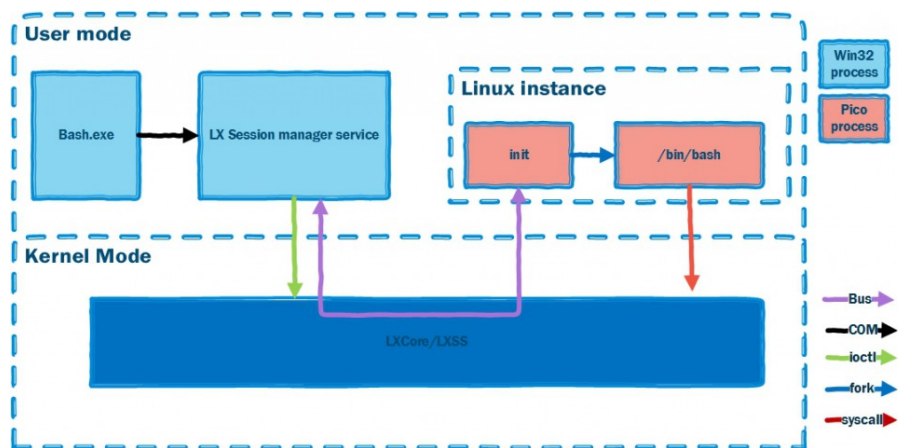 User mode
Bash.exe
LX Session manager service
Linux instance
init
/bin/bash
Win32
process
Pico
process
Kernel Mode
LXCore/LXSS
Bus
COM
ioctl
fork
syscall